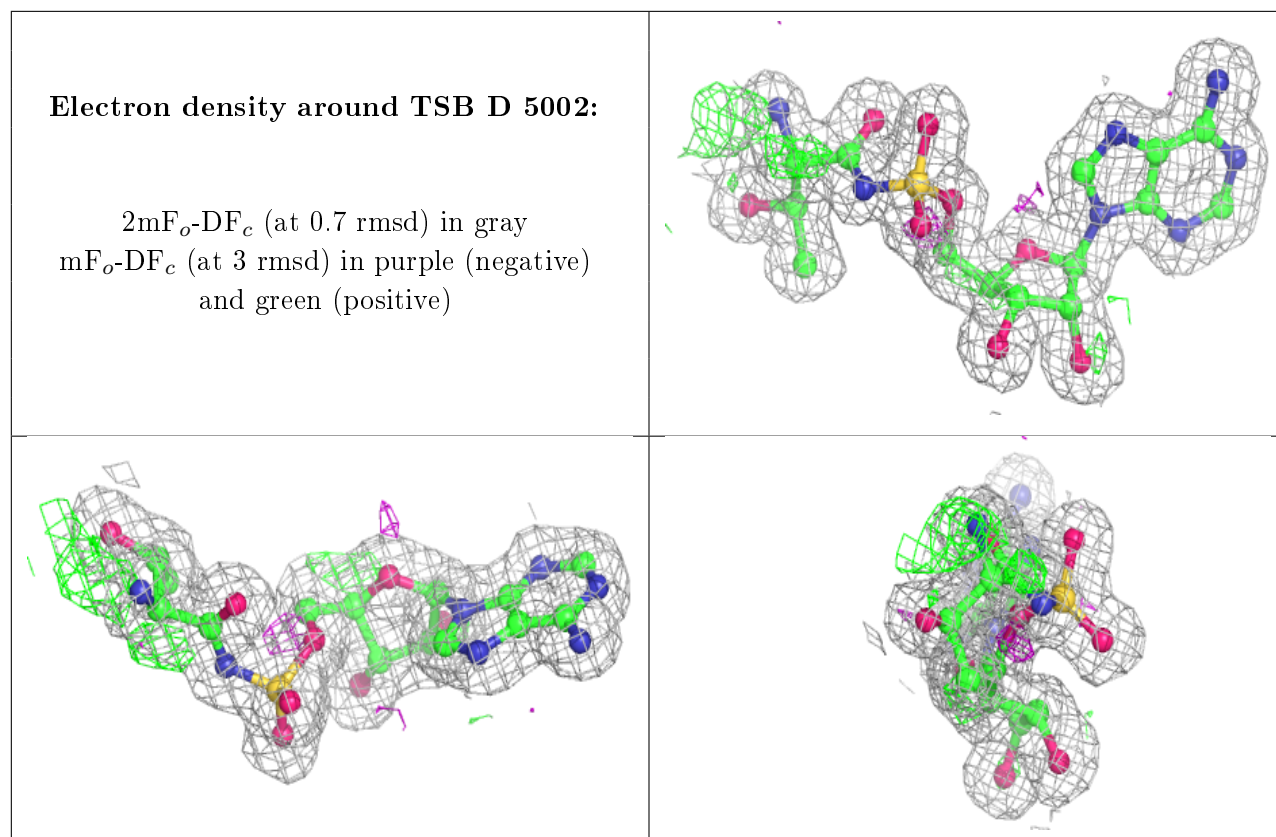 Electron density around TSB D 5002:
2mFₒ-DF𝒸 (at 0.7 rmsd) in gray
mFₒ-DF𝒸 (at 3 rmsd) in purple (negative)
and green (positive)